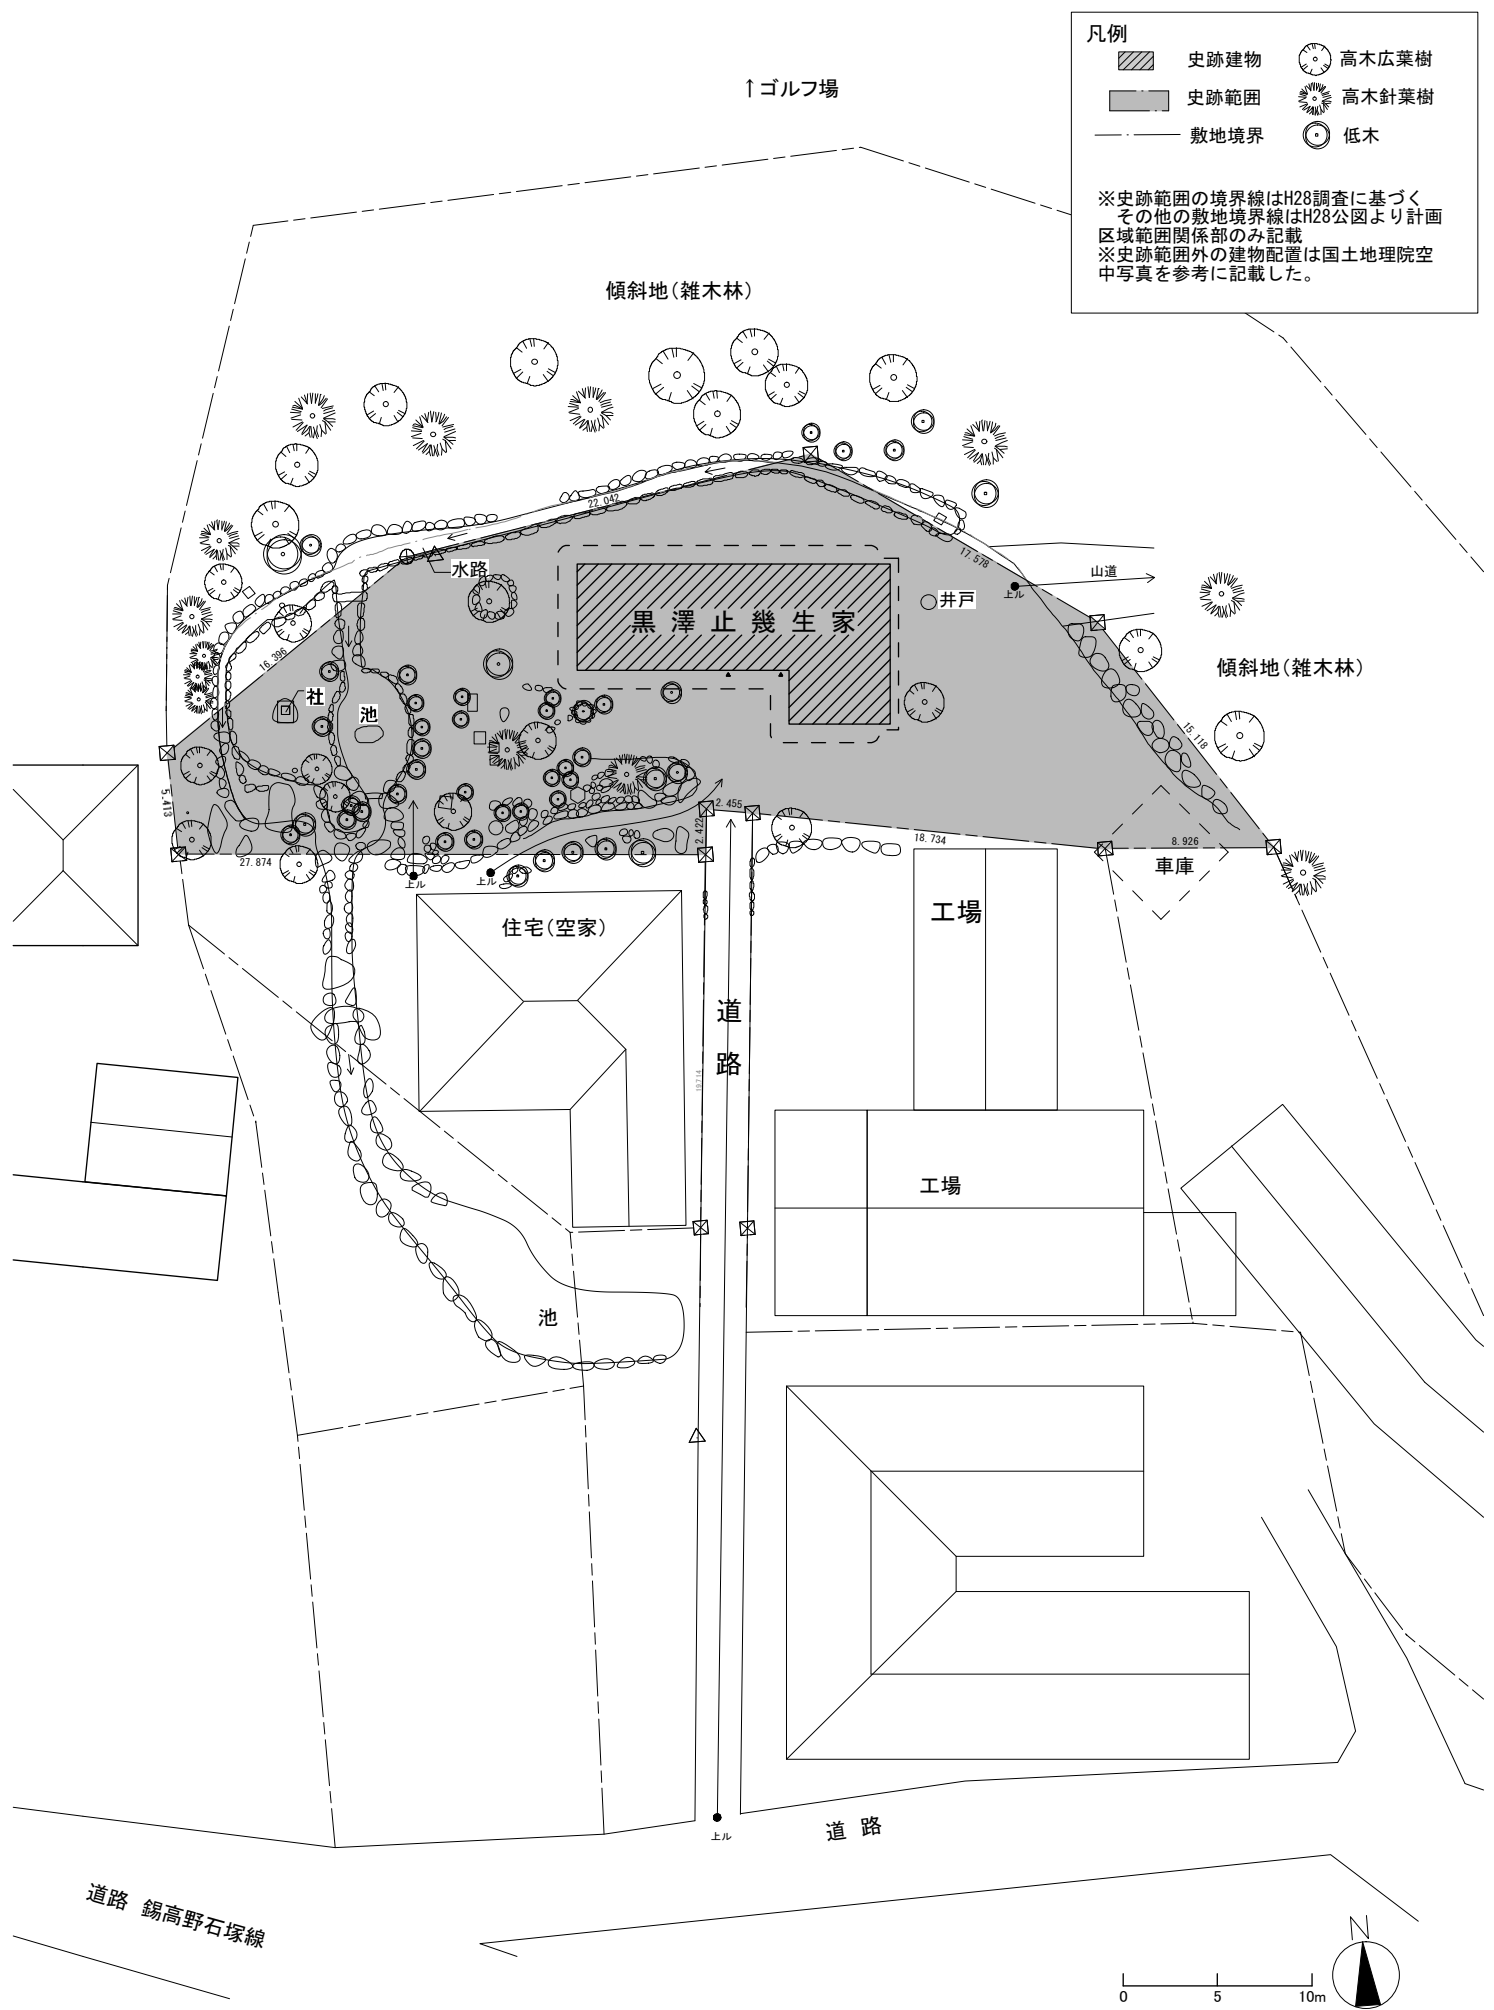 凡例
史跡建物
高木広葉樹
史跡範囲
高木針葉樹
敷地境界
低木
※史跡範囲の境界線はH28調査に基づく
その他の敷地境界線はH28公図より計画
区域範囲関係部のみ記載
※史跡範囲外の建物配置は国土地理院空
中写真を参考に記載した。
↑ゴルフ場
傾斜地(雑木林)
22.042
17.578
水路
山道
上ル
井戸
黒澤止幾生家
16.396
傾斜地(雑木林)
社
池
15.118
5.413
2.455
2.422
18.734
8.926
27.874
車庫
上ル
上ル
工場
住宅(空家)
道路
19714
工場
池
上ル
道路
道路 錫高野石塚線
N
0 5 10m